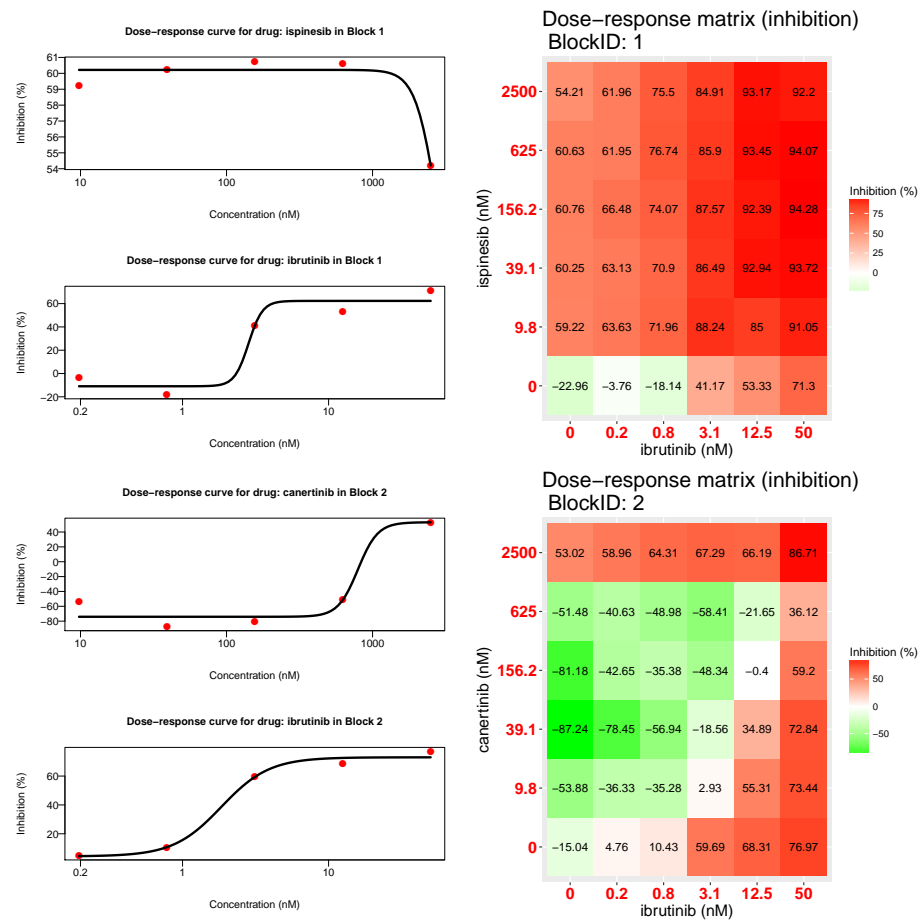 Dose−response curve for drug: ispinesib in Block 1
Inhibition (%)
61
60
59
58
57
56
55
54
10
100
1000
Concentration (nM)
Dose−response curve for drug: ibrutinib in Block 1
Inhibition (%)
60
40
20
0
−20
0.2
1
10
Concentration (nM)
Dose−response matrix (inhibition)
BlockID: 1
ispinesib (nM)
2500 54.21 61.96 75.5 84.91 93.17 92.2
625 60.63 61.95 76.74 85.9 93.45 94.07
156.2 60.76 66.48 74.07 87.57 92.39 94.28
39.1 60.25 63.13 70.9 86.49 92.94 93.72
9.8 59.22 63.63 71.96 88.24 85 91.05
0 −22.96 −3.76 −18.14 41.17 53.33 71.3
0 0.2 0.8 3.1 12.5 50
ibrutinib (nM)
Inhibition (%)
75
50
25
0
Dose−response curve for drug: canertinib in Block 2
Inhibition (%)
40
20
0
−20
−40
−60
−80
10
100
1000
Concentration (nM)
Dose−response curve for drug: ibrutinib in Block 2
Inhibition (%)
60
40
20
0.2
1
10
Concentration (nM)
Dose−response matrix (inhibition)
BlockID: 2
canertinib (nM)
2500 53.02 58.96 64.31 67.29 66.19 86.71
625 −51.48 −40.63 −48.98 −58.41 −21.65 36.12
156.2 −81.18 −42.65 −35.38 −48.34 −0.4 59.2
39.1 −87.24 −78.45 −56.94 −18.56 34.89 72.84
9.8 −53.88 −36.33 −35.28 2.93 55.31 73.44
0 −15.04 4.76 10.43 59.69 68.31 76.97
0 0.2 0.8 3.1 12.5 50
ibrutinib (nM)
Inhibition (%)
50
0
−50